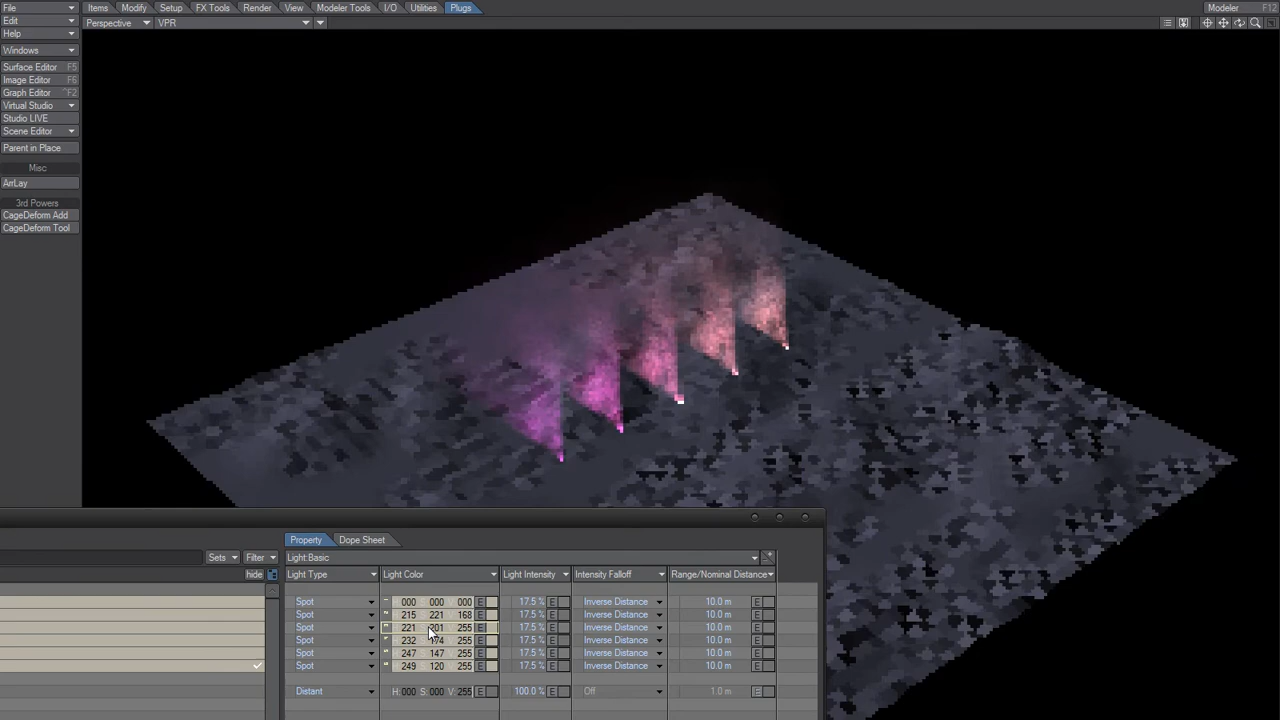 File Items Modify Setup FX Tools Render View Modeler Tools I/O Utilities Plugs Modeler F12
Edit Perspective VPR
Help
Windows
Surface Editor F5
Image Editor F6
Graph Editor ^F2
Virtual Studio
Studio LIVE
Scene Editor
Parent in Place
Misc
ArrLay
3rd Powers
CageDeform Add
CageDeform Tool
Property Dope Sheet
Sets Filter Light:Basic
hide Light Type Light Color Light Intensity Intensity Falloff Range/Nominal Distance
Spot 000 000 000 E 17.5 % E Inverse Distance 10.0 m E
Spot 215 221 168 E 17.5 % E Inverse Distance 10.0 m E
Spot 221 255 E 17.5 % E Inverse Distance 10.0 m E
Spot 232 174 255 E 17.5 % E Inverse Distance 10.0 m E
Spot 247 147 255 E 17.5 % E Inverse Distance 10.0 m E
Spot 249 120 255 E 17.5 % E Inverse Distance 10.0 m E
Distant H:000 S:000 V:255 E 100.0 % E Off 1.0 m E